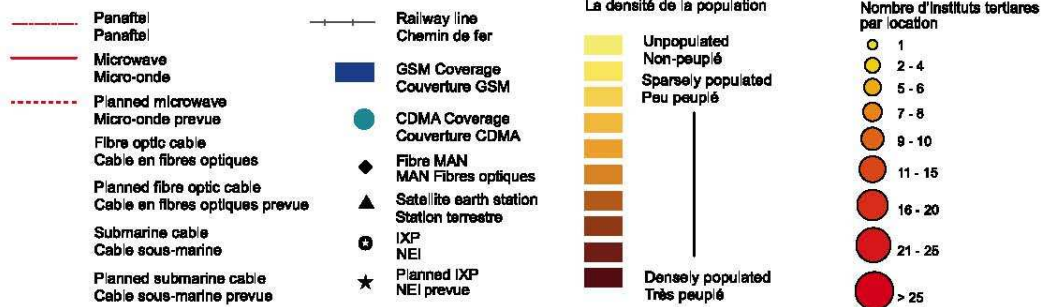 Panaftel
Panaftel
Microwave
Micro-onde
Planned microwave
Micro-onde prevue
Fibre optic cable
Cable en fibres optiques
Planned fibre optic cable
Cable en fibres optiques prevue
Submarine cable
Cable sous-marine
Planned submarine cable
Cable sous-marine prevue
Railway line
Chemin de fer
GSM Coverage
Couverture GSM
CDMA Coverage
Couverture CDMA
Fibre MAN
MAN Fibres optiques
Satellite earth station
Station terrestre
IXP
NEI
Planned IXP
NEI prevue
La densité de la population
Unpopulated
Non-peuplé
Sparsely populated
Peu peuplé
Densely populated
Très peuplé
Nombre d'instituts tertiares
par location
1
2 - 4
5 - 6
7 - 8
9 - 10
11 - 15
16 - 20
21 - 25
> 25